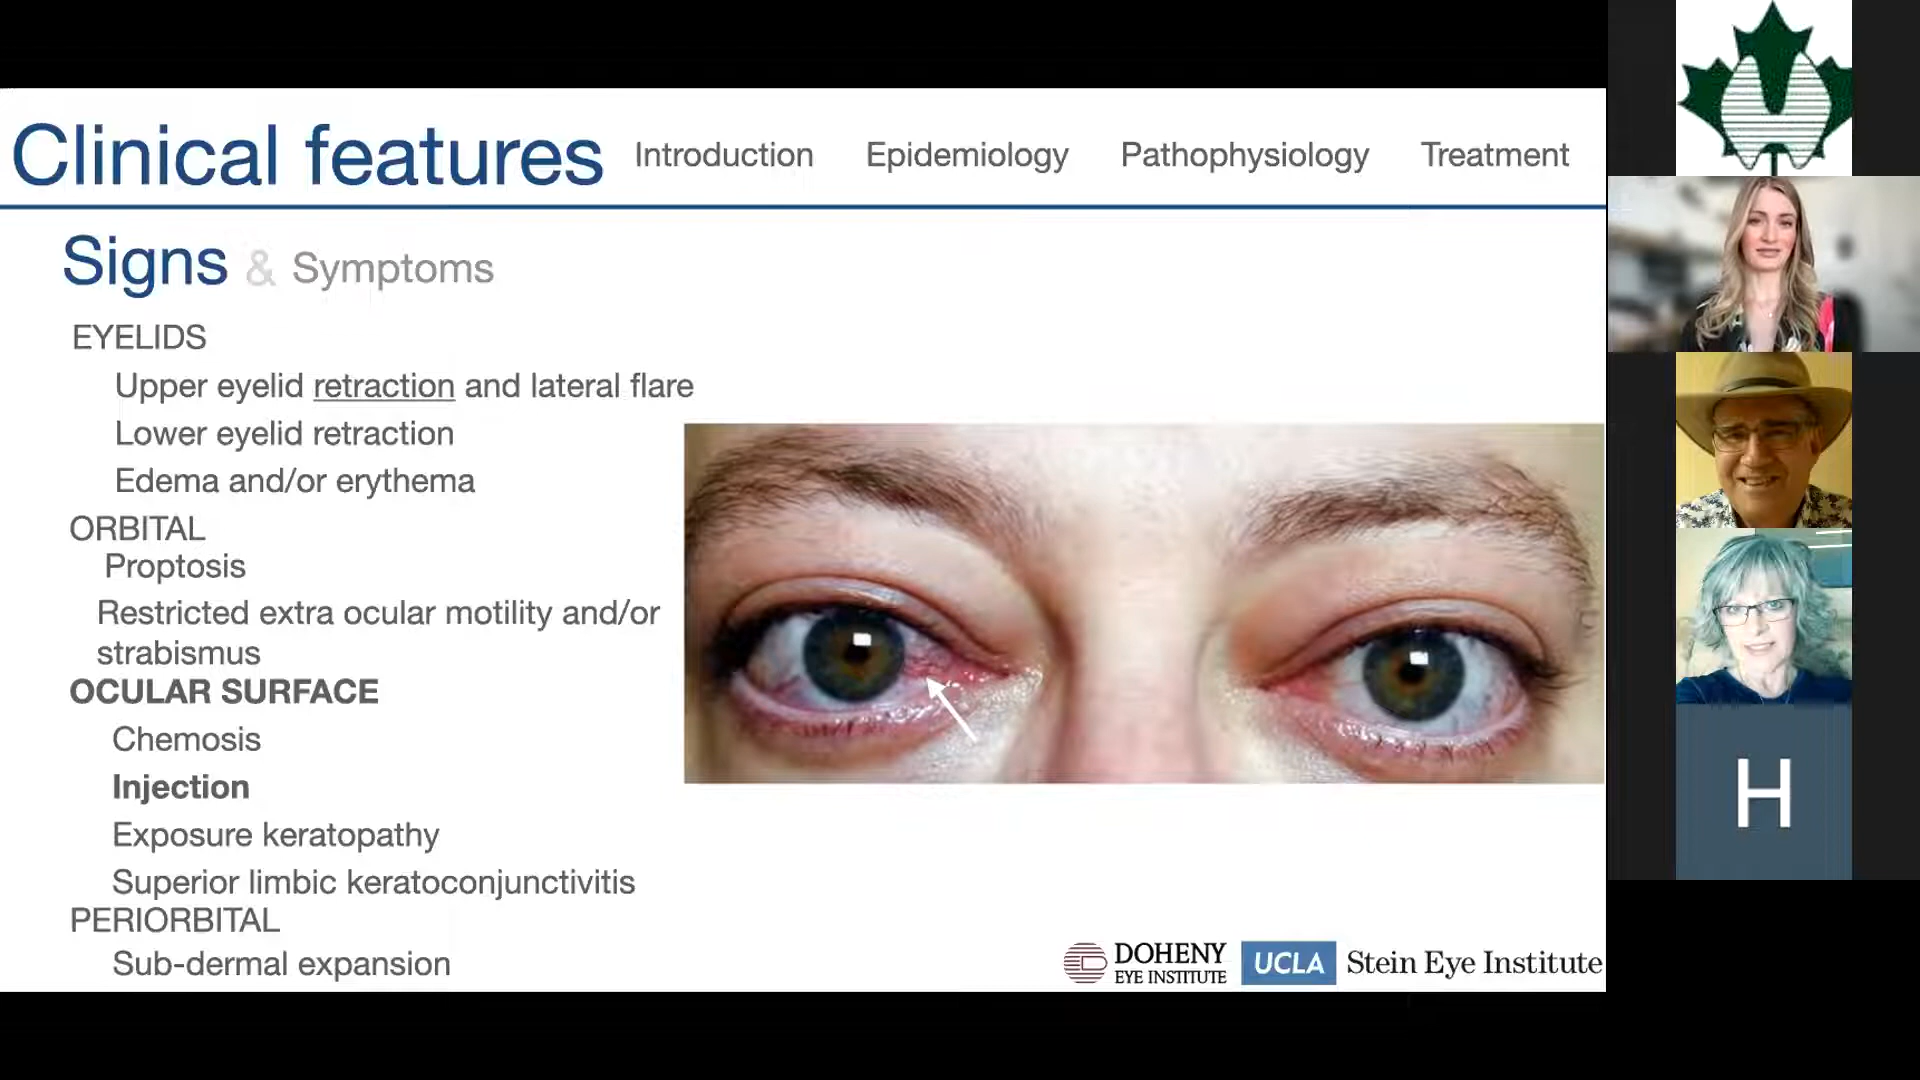 Clinical features
Introduction
Epidemiology
Pathophysiology
Treatment
Signs & Symptoms
EYELIDS
Upper eyelid retraction and lateral flare
Lower eyelid retraction
Edema and/or erythema
ORBITAL
Proptosis
Restricted extra ocular motility and/or
strabismus
OCULAR SURFACE
Chemosis
Injection
Exposure keratopathy
Superior limbic keratoconjunctivitis
PERIORBITAL
Sub-dermal expansion
DOHENY
EYE INSTITUTE
UCLA
Stein Eye Institute
H